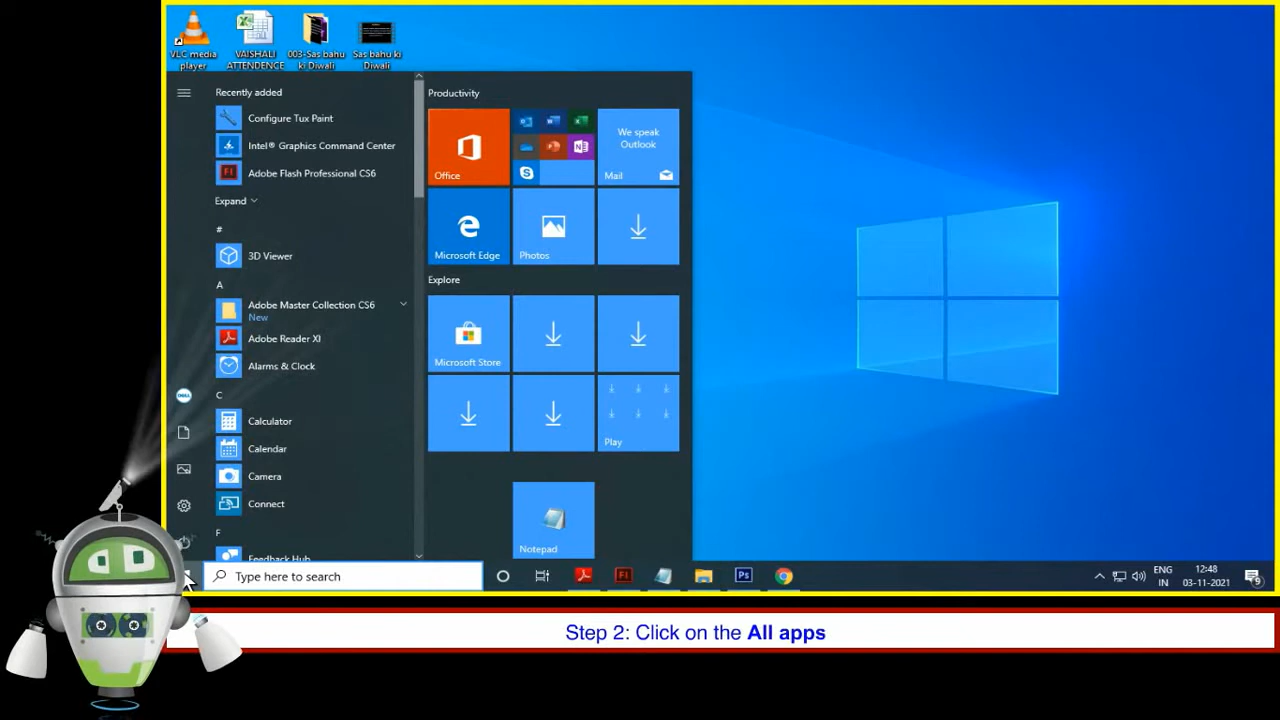 VLC media
player
VAISHALI
ATTENDENCE
003-Sas bahu
ki Diwali
Sas bahu ki
Diwali
Recently added
Configure Tux Paint
Intel® Graphics Command Center
Adobe Flash Professional CS6
Expand
#
3D Viewer
A
Adobe Master Collection CS6
New
Adobe Reader XI
Alarms & Clock
C
Calculator
Calendar
Camera
Connect
F
Feedback Hub
Productivity
Office
We speak
Outlook
Mail
Microsoft Edge
Photos
Explore
Microsoft Store
Play
Notepad
DELL
Type here to search
Fl
Ps
ENG
IN
12:48
03-11-2021
9
Step 2: Click on the All apps